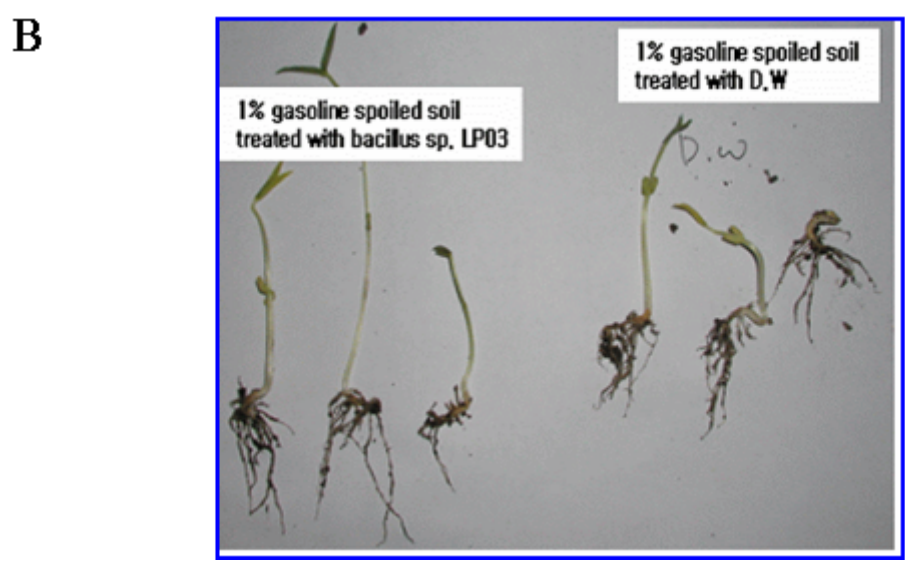 B
1% gasoline spoiled soil
treated with bacillus sp. LP03
1% gasoline spoiled soil
treated with D.W
D.W